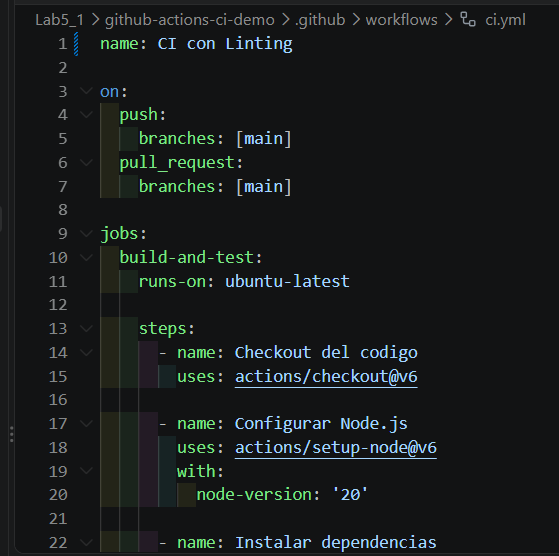 Lab5_1 > github-actions-ci-demo > .github > workflows > ci.yml
1 name: CI con Linting
2
3 on:
4 push:
5 branches: [main]
6 pull_request:
7 branches: [main]
8
9 jobs:
10 build-and-test:
11 runs-on: ubuntu-latest
12
13 steps:
14 - name: Checkout del codigo
15 uses: actions/checkout@v6
16
17 - name: Configurar Node.js
18 uses: actions/setup-node@v6
19 with:
20 node-version: '20'
21
22 - name: Instalar dependencias